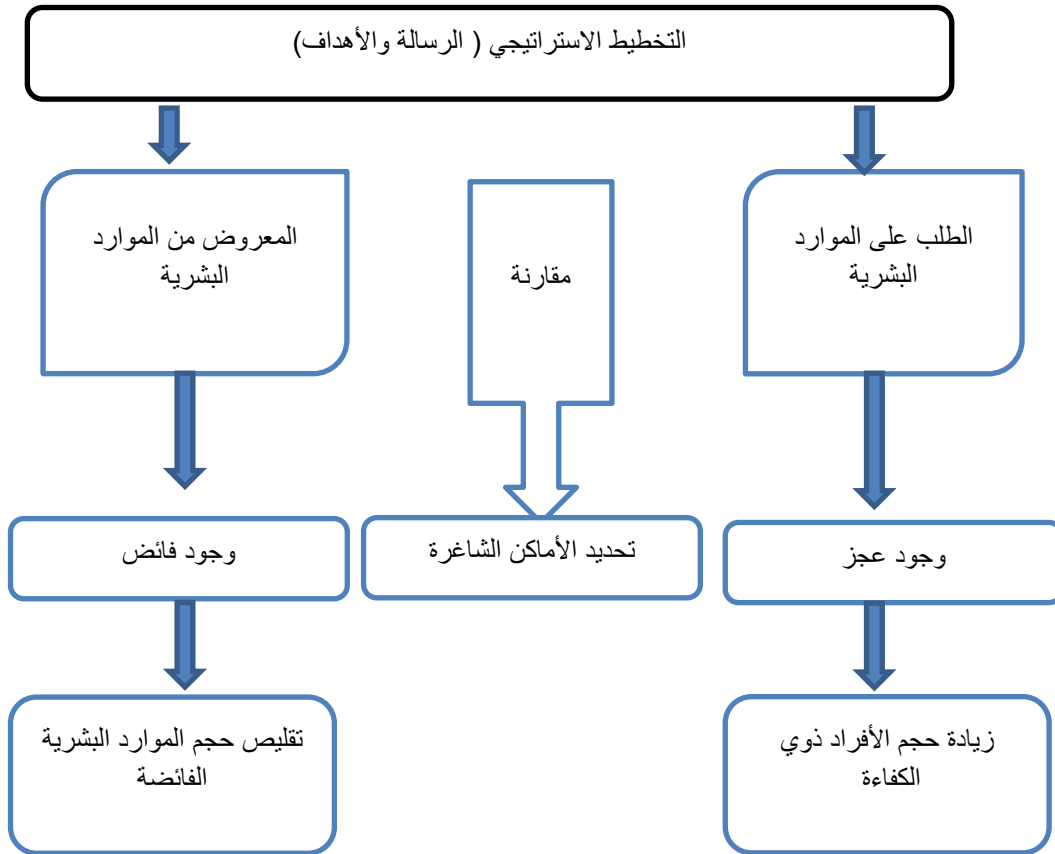 التخطيط الاستراتيجي ( الرسالة والأهداف)
الطلب على الموارد
البشرية
مقارنة
المعروض من الموارد
البشرية
وجود عجز
تحديد الأماكن الشاغرة
وجود فائض
زيادة حجم الأفراد ذوي
الكفاءة
تقليص حجم الموارد البشرية
الفائضة